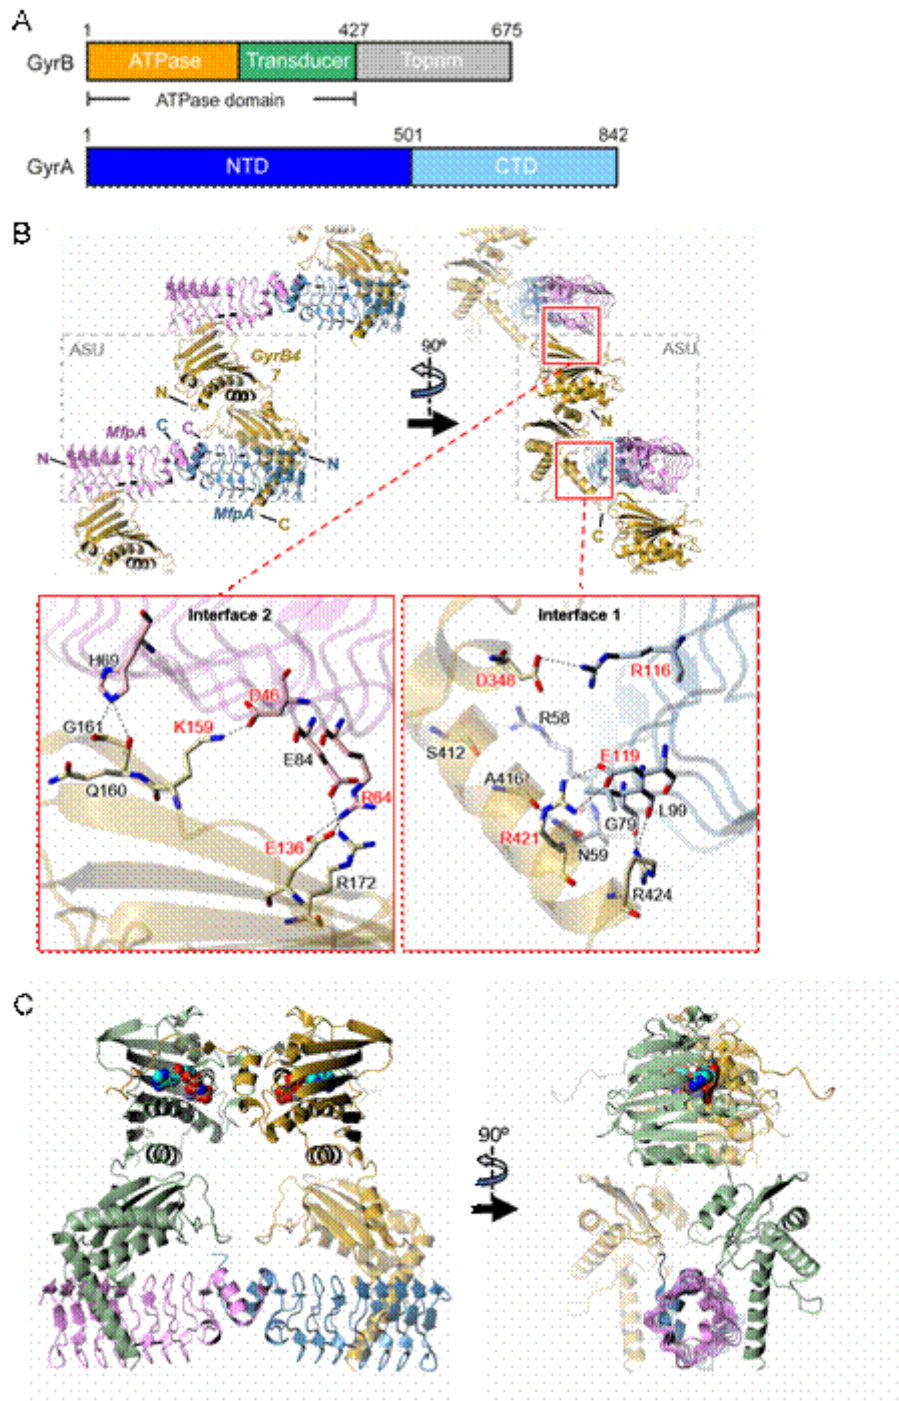 A
1 427 675
GyrB ATPase Transducer Toprim
ATPase domain
1 501 842
GyrA NTD CTD
B
ASU
GyrB4
7
N
MfpA C C
N
N
MfpA
C
90º
ASU
N
C
Interface 2
H69
G161
K159
D46
E84
Q160
R64
E136
R172
Interface 1
D348
R116
R58
S412
E119
A416
L99
G79
R421
N59
R424
C
90º